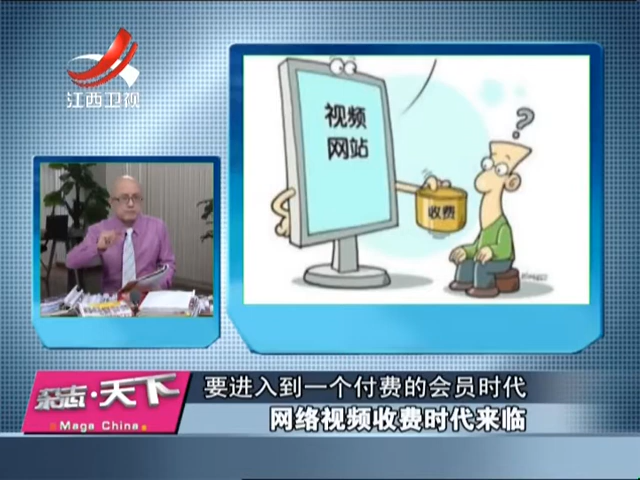 江西卫视
视频
网站
收费
?
杂志·天下
Maga China.
要进入到一个付费的会员时代
网络视频收费时代来临